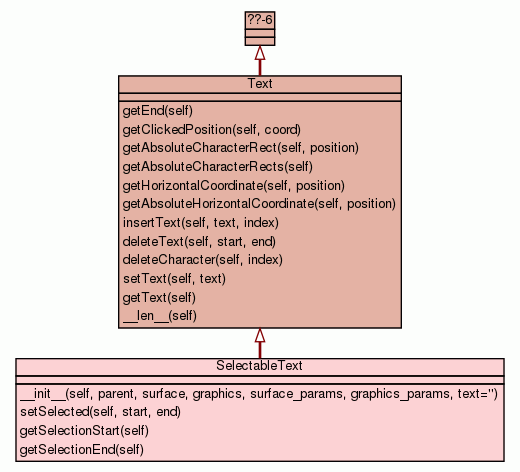 ??-6
Text
getEnd(self)
getClickedPosition(self, coord)
getAbsoluteCharacterRect(self, position)
getAbsoluteCharacterRects(self)
getHorizontalCoordinate(self, position)
getAbsoluteHorizontalCoordinate(self, position)
insertText(self, text, index)
deleteText(self, start, end)
deleteCharacter(self, index)
setText(self, text)
getText(self)
__len__(self)
SelectableText
__init__(self, parent, surface, graphics, surface_params, graphics_params, text='')
setSelected(self, start, end)
getSelectionStart(self)
getSelectionEnd(self)